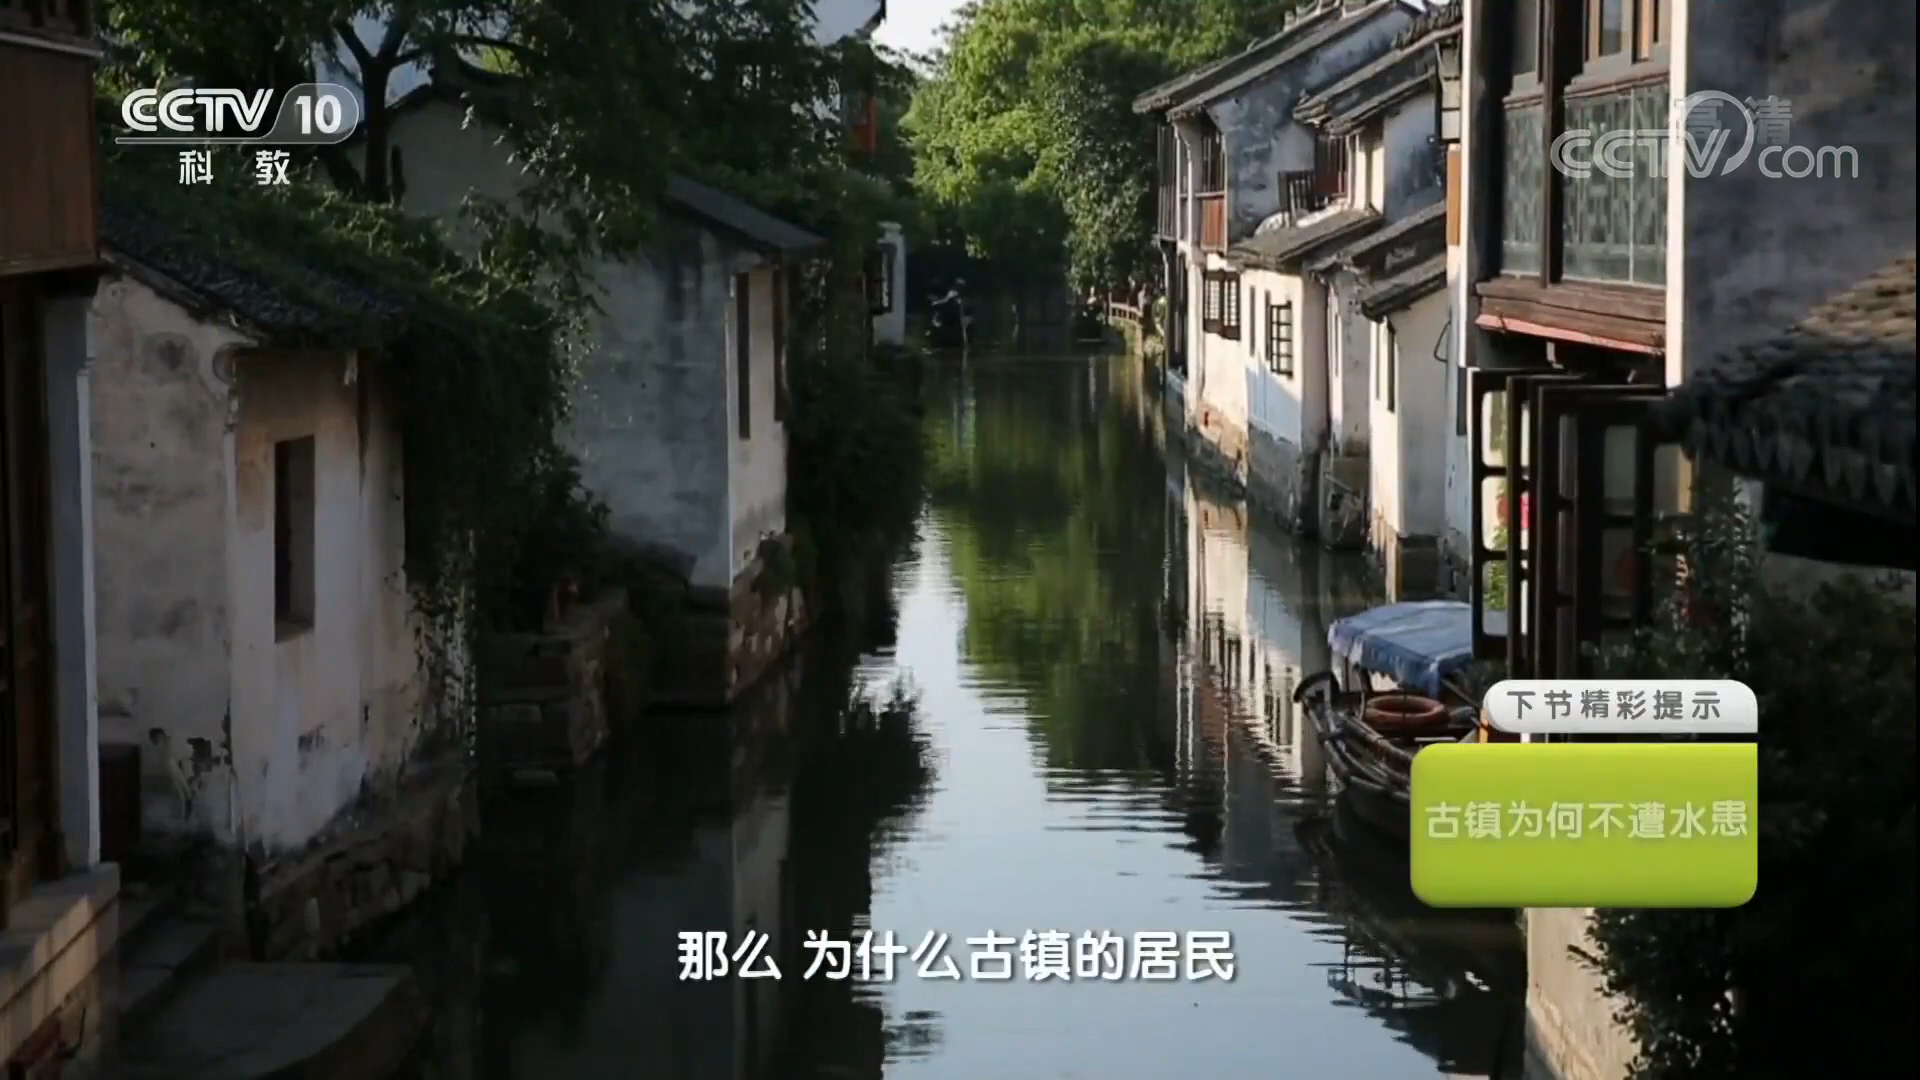 CCTV 10
科 教
高清
CCTV com
下节精彩提示
古镇为何不遭水患
那么 为什么古镇的居民